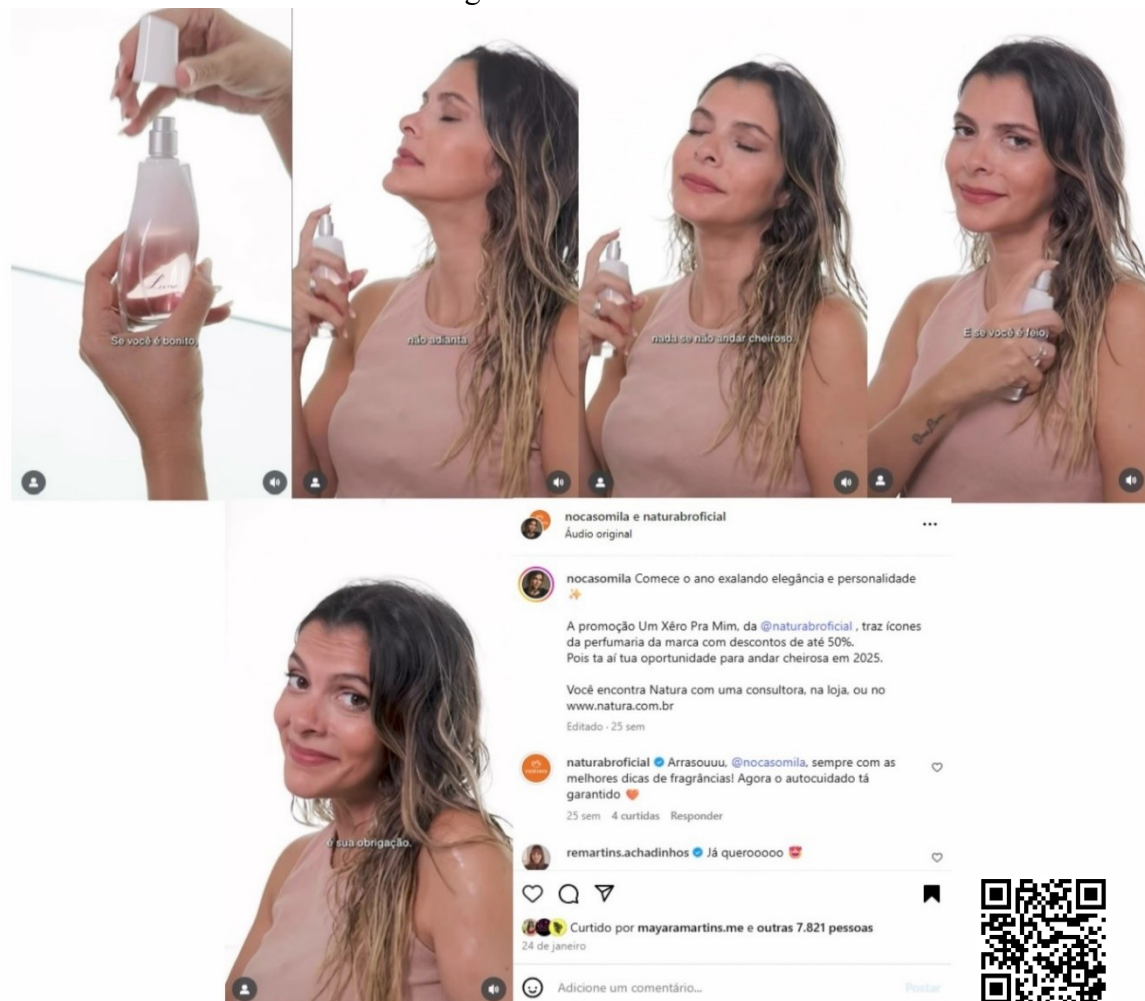 Luna
Se você é bonito,
não adianta
nada se não andar cheiroso.
E se você é feio,
é sua obrigação.
nocasomila e naturabroficial
Áudio original
nocasomila Comece o ano exalando elegância e personalidade
✨
A promoção Um Xêro Pra Mim, da @naturabroficial , traz ícones
da perfumaria da marca com descontos de até 50%.
Pois ta aí tua oportunidade para andar cheirosa em 2025.
Você encontra Natura com uma consultora, na loja, ou no
www.natura.com.br
Editado · 25 sem
naturabroficial Arrasouuu, @nocasomila, sempre com as
melhores dicas de fragrâncias! Agora o autocuidado tá
garantido 🧡
25 sem 4 curtidas Responder
remartins.achadinhos Já querooooo 😍
Curtido por mayaramartins.me e outras 7.821 pessoas
24 de janeiro
Adicione um comentário...
Postar